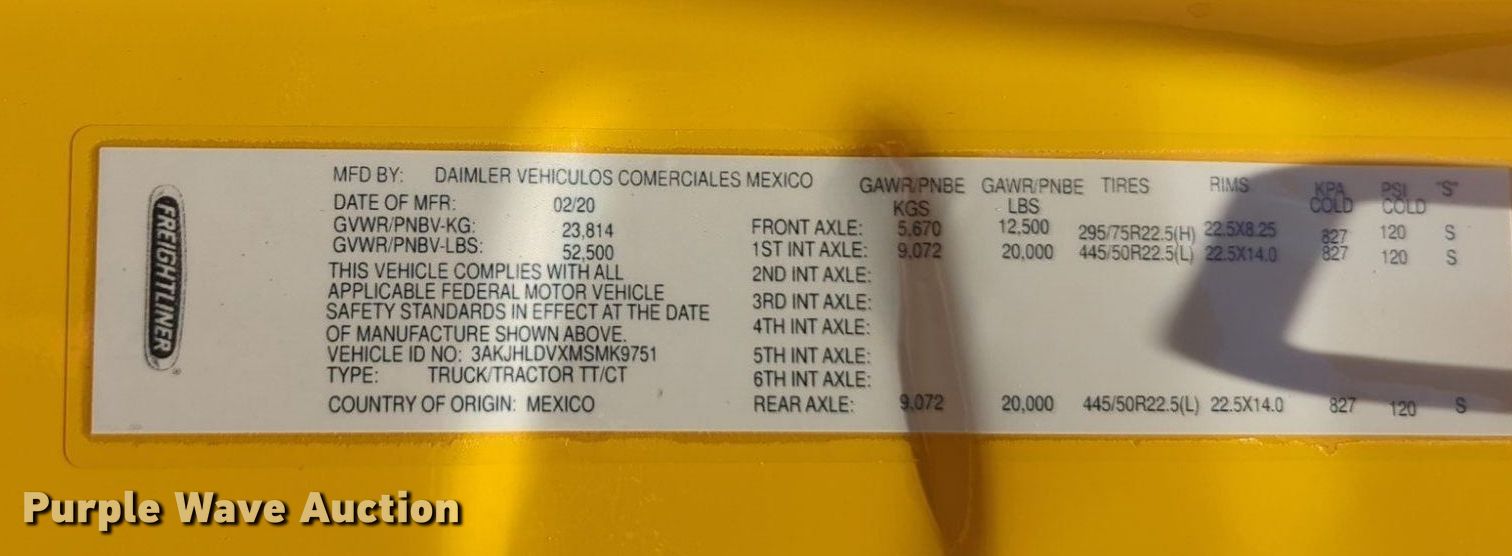 FREIGHTLINER
MFD BY: DAIMLER VEHICULOS COMERCIALES MEXICO
DATE OF MFR: 02/20
GVWR/PNBV-KG: 23,814
GVWR/PNBV-LBS: 52,500
THIS VEHICLE COMPLIES WITH ALL
APPLICABLE FEDERAL MOTOR VEHICLE
SAFETY STANDARDS IN EFFECT AT THE DATE
OF MANUFACTURE SHOWN ABOVE.
VEHICLE ID NO: 3AKJHLDVXMSMK9751
TYPE: TRUCK/TRACTOR TT/CT
COUNTRY OF ORIGIN: MEXICO
GAWR/PNBE GAWR/PNBE TIRES RIMS KPA PSI "S"
KGS LBS COLD COLD
FRONT AXLE: 5,670 12,500 295/75R22.5(H) 22.5X8.25 827 120 S
1ST INT AXLE: 9,072 20,000 445/50R22.5(L) 22.5X14.0 827 120 S
2ND INT AXLE:
3RD INT AXLE:
4TH INT AXLE:
5TH INT AXLE:
6TH INT AXLE:
REAR AXLE: 9,072 20,000 445/50R22.5(L) 22.5X14.0 827 120 S
Purple Wave Auction